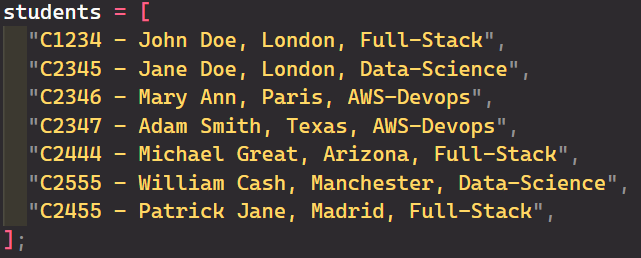 students = [
"C1234 - John Doe, London, Full-Stack",
"C2345 - Jane Doe, London, Data-Science",
"C2346 - Mary Ann, Paris, AWS-Devops",
"C2347 - Adam Smith, Texas, AWS-Devops",
"C2444 - Michael Great, Arizona, Full-Stack",
"C2555 - William Cash, Manchester, Data-Science",
"C2455 - Patrick Jane, Madrid, Full-Stack",
];